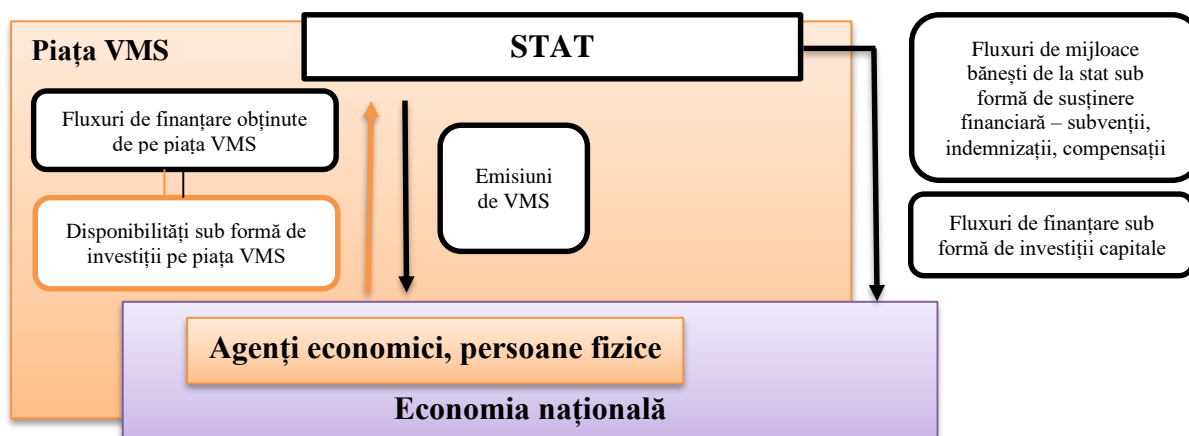 Piața VMS
STAT
Fluxuri de finanțare obținute
de pe piața VMS
Disponibilități sub formă de
investiții pe piața VMS
Emisiuni
de VMS
Fluxuri de mijloace
bănești de la stat sub
formă de susținere
financiară – subvenții,
indemnizații, compensații
Fluxuri de finanțare sub
formă de investiții capitale
Agenți economici, persoane fizice
Economia națională